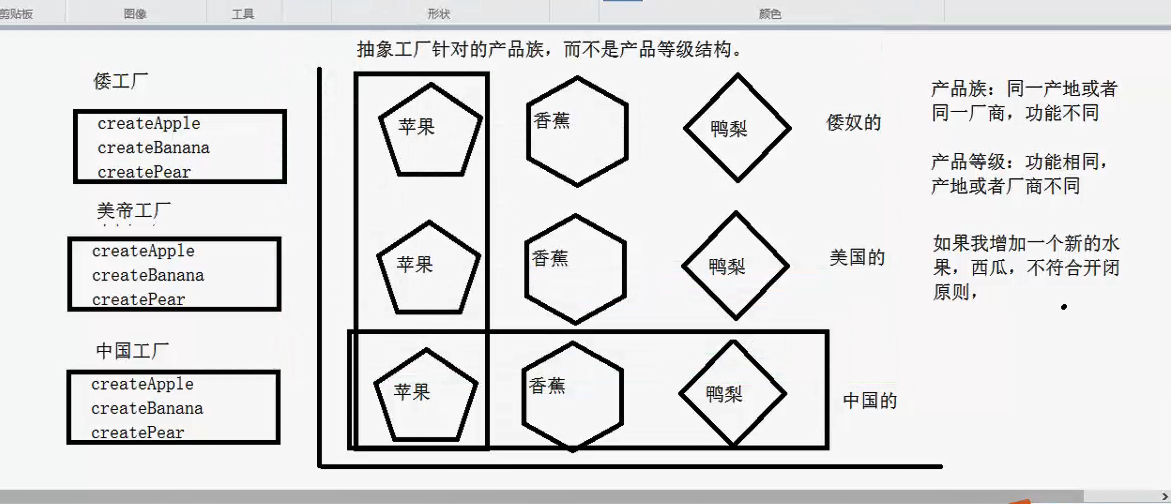 剪贴板
图像
工具
形状
颜色
抽象工厂针对的产品族，而不是产品等级结构。
倭工厂
createApple
createBanana
createPear
苹果
香蕉
鸭梨
倭奴的
产品族：同一产地或者
同一厂商，功能不同
产品等级：功能相同，
产地或者厂商不同
美帝工厂
createApple
createBanana
createPear
苹果
香蕉
鸭梨
美国的
如果我增加一个新的水
果，西瓜，不符合开闭
原则，
中国工厂
createApple
createBanana
createPear
苹果
香蕉
鸭梨
中国的